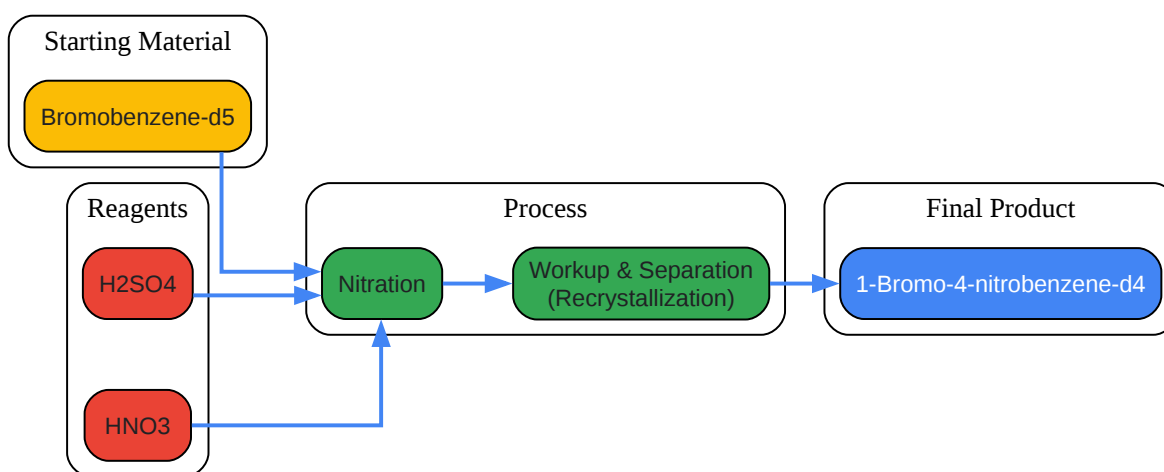 Starting Material
Bromobenzene-d5
Reagents
H2SO4
HNO3
Process
Nitration
Workup & Separation
(Recrystallization)
Final Product
1-Bromo-4-nitrobenzene-d4